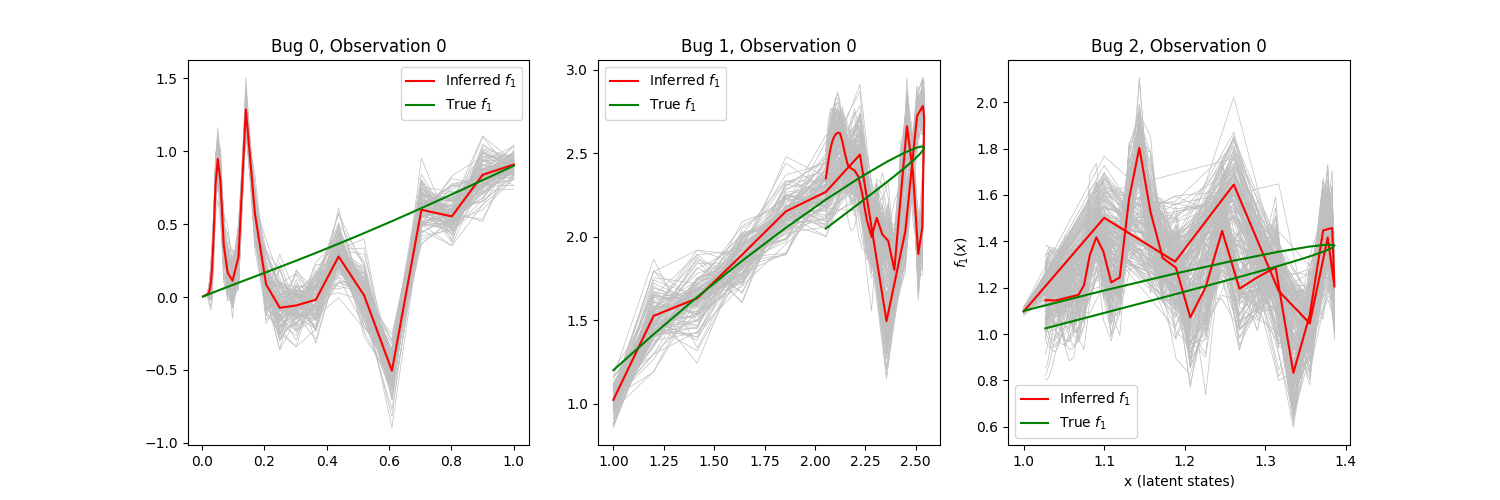 Bug 0, Observation 0
1.5
1.0
0.5
0.0
−0.5
−1.0
Inferred f₁
True f₁
0.0 0.2 0.4 0.6 0.8 1.0
Bug 1, Observation 0
3.0
2.5
2.0
1.5
1.0
Inferred f₁
True f₁
1.00 1.25 1.50 1.75 2.00 2.25 2.50
Bug 2, Observation 0
f₁(x)
2.0
1.8
1.6
1.4
1.2
1.0
0.8
0.6
Inferred f₁
True f₁
1.0 1.1 1.2 1.3 1.4
x (latent states)